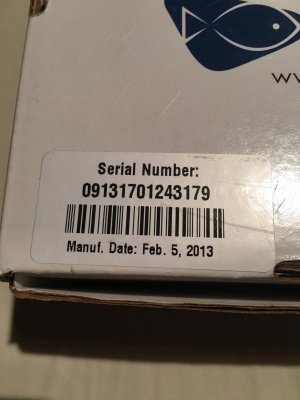 Serial Number:
09131701243179
Manuf. Date: Feb. 5, 2013